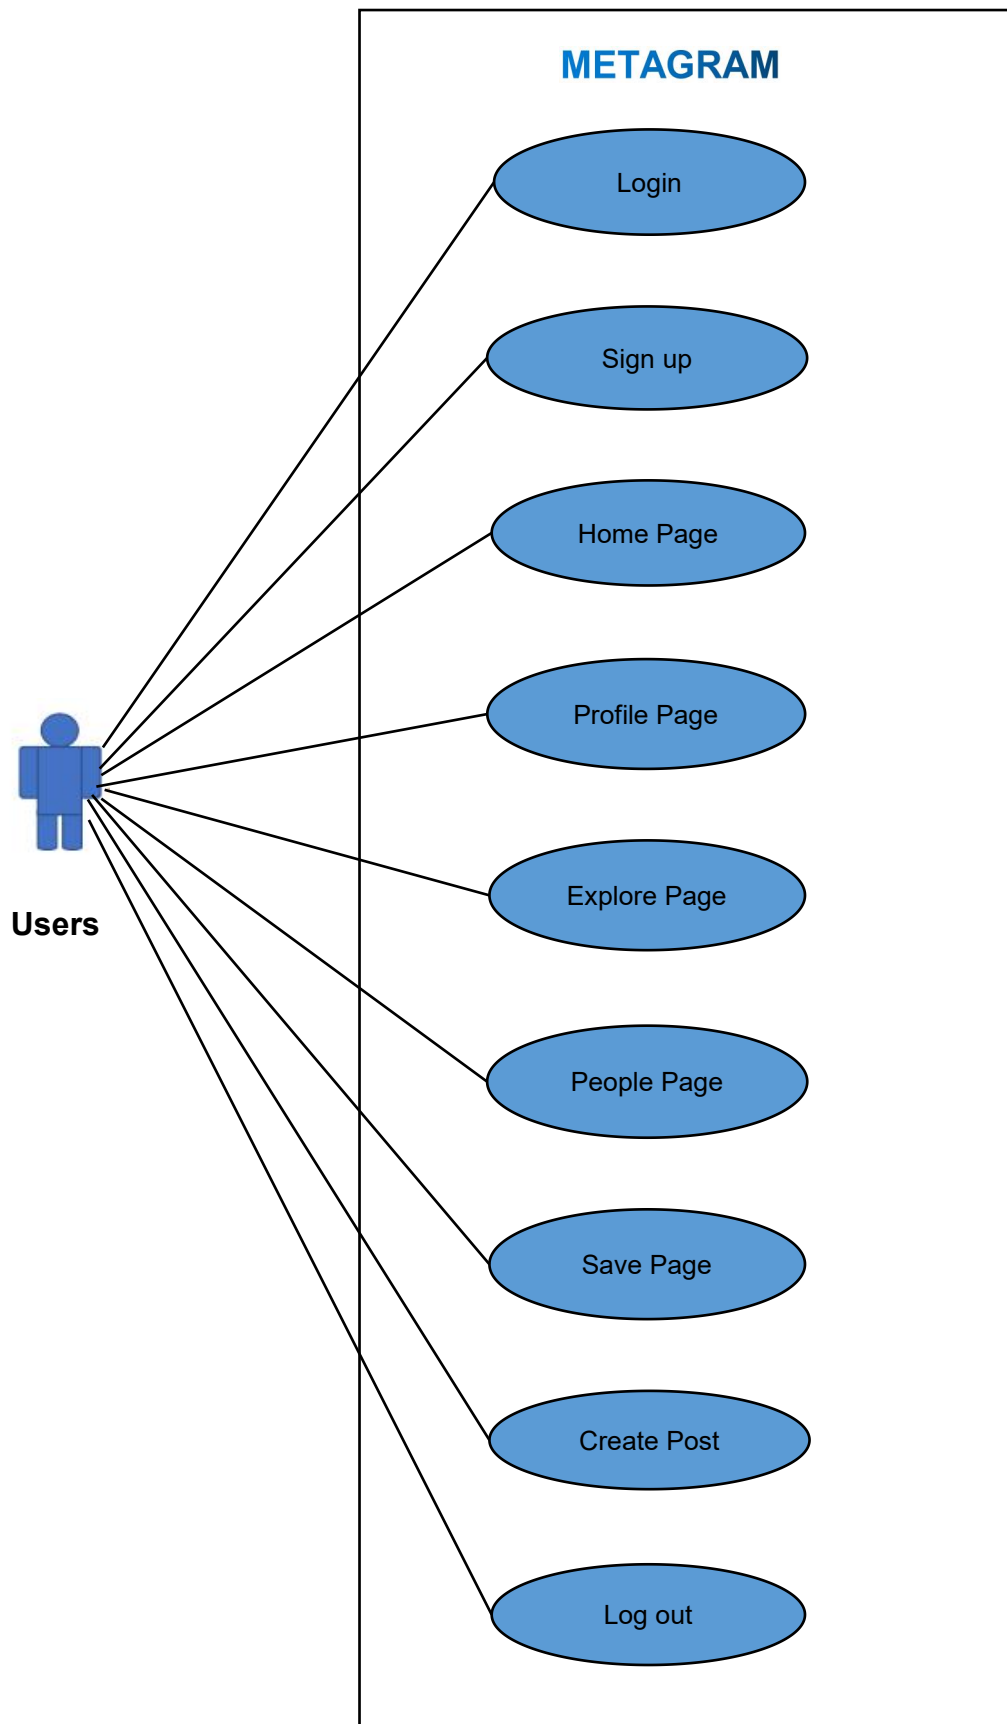 METAGRAM
Login
Sign up
Home Page
Profile Page
Explore Page
Users
People Page
Save Page
Create Post
Log out